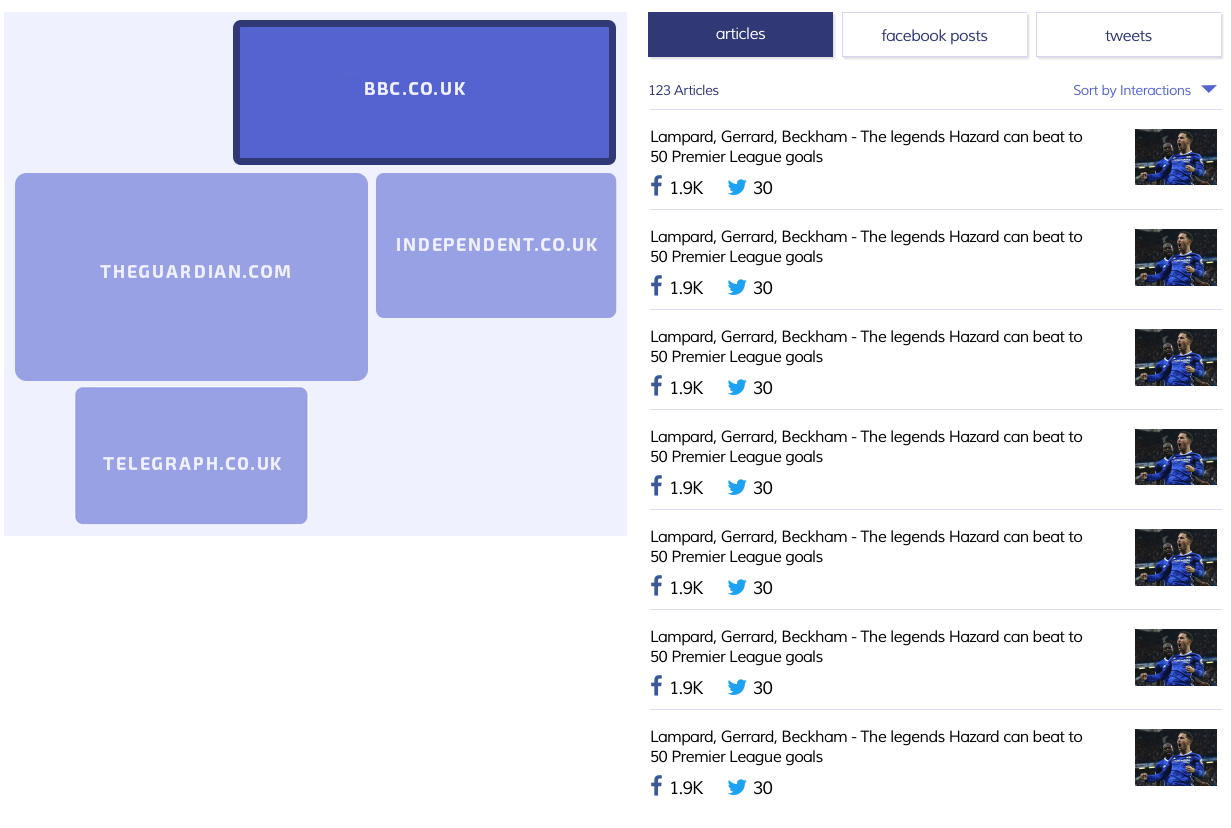 BBC.CO.UK
THEGUARDIAN.COM
INDEPENDENT.CO.UK
TELEGRAPH.CO.UK
articles
facebook posts
tweets
123 Articles
Sort by Interactions
Lampard, Gerrard, Beckham - The legends Hazard can beat to
50 Premier League goals
1.9K 30
Lampard, Gerrard, Beckham - The legends Hazard can beat to
50 Premier League goals
1.9K 30
Lampard, Gerrard, Beckham - The legends Hazard can beat to
50 Premier League goals
1.9K 30
Lampard, Gerrard, Beckham - The legends Hazard can beat to
50 Premier League goals
1.9K 30
Lampard, Gerrard, Beckham - The legends Hazard can beat to
50 Premier League goals
1.9K 30
Lampard, Gerrard, Beckham - The legends Hazard can beat to
50 Premier League goals
1.9K 30
Lampard, Gerrard, Beckham - The legends Hazard can beat to
50 Premier League goals
1.9K 30